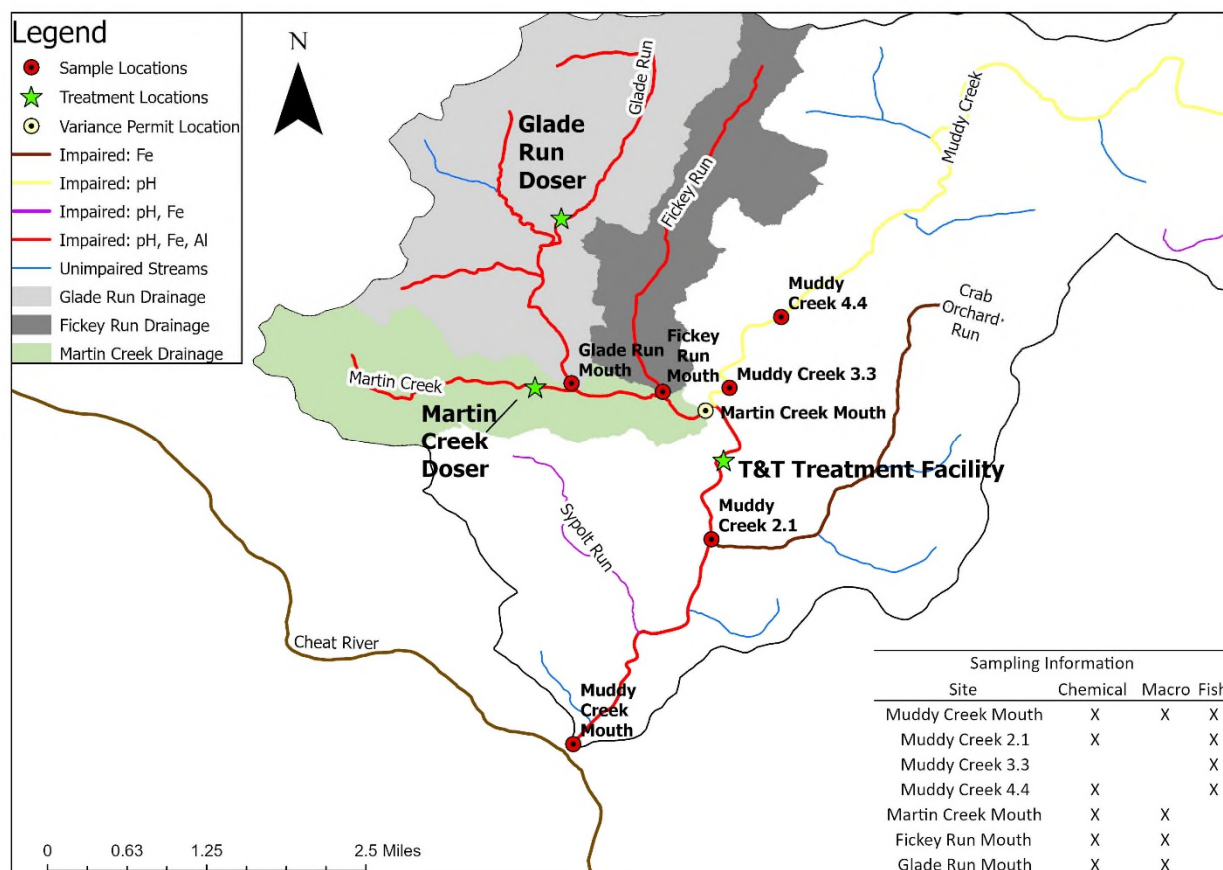 Legend
Sample Locations
Treatment Locations
Variance Permit Location
Impaired: Fe
Impaired: pH
Impaired: pH, Fe
Impaired: pH, Fe, Al
Unimpaired Streams
Glade Run Drainage
Fickey Run Drainage
Martin Creek Drainage
N
Glade Run
Glade
Run
Doser
Fickey Run
Muddy Creek
Muddy
Creek 4.4
Crab
Orchard
Run
Glade Run
Mouth
Fickey
Run
Mouth
Muddy Creek 3.3
Martin Creek
Martin Creek Mouth
Martin
Creek
Doser
T&T Treatment Facility
Muddy
Creek 2.1
Sypolt Run
Cheat River
Muddy
Creek
Mouth
0 0.63 1.25 2.5 Miles
Sampling Information
Site Chemical Macro Fish
Muddy Creek Mouth X X X
Muddy Creek 2.1 X X
Muddy Creek 3.3 X
Muddy Creek 4.4 X X
Martin Creek Mouth X X
Fickey Run Mouth X X
Glade Run Mouth X X